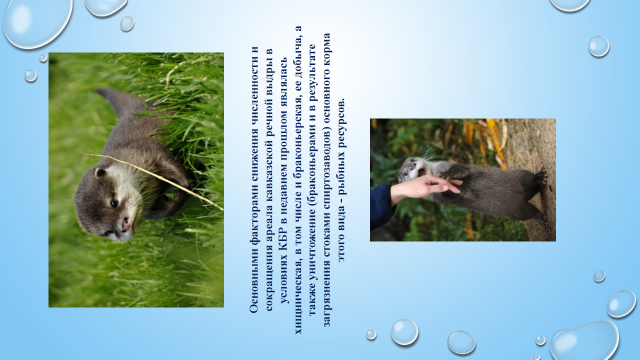 Основными факторами снижения численности и
сокращения ареала кавказской речной выдры в
условиях КБР в недавнем прошлом являлась
хищническая, в том числе и браконьерская, ее добыча, а
также уничтожение (браконьерами и в результате
загрязнения стоками спиртозаводов) основного корма
этого вида - рыбных ресурсов.